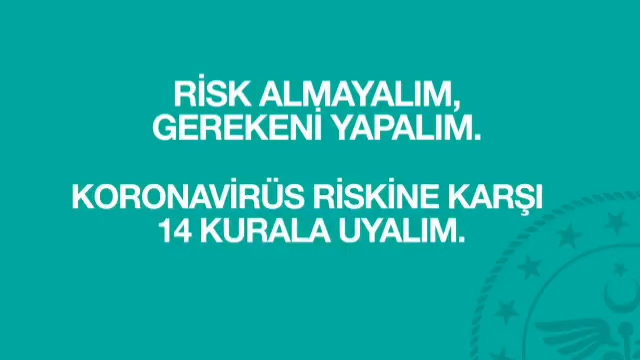 RİSK ALMAYALIM,
GEREKENİ YAPALIM.
KORONAVİRÜS RİSKİNE KARŞI
14 KURALA UYALIM.